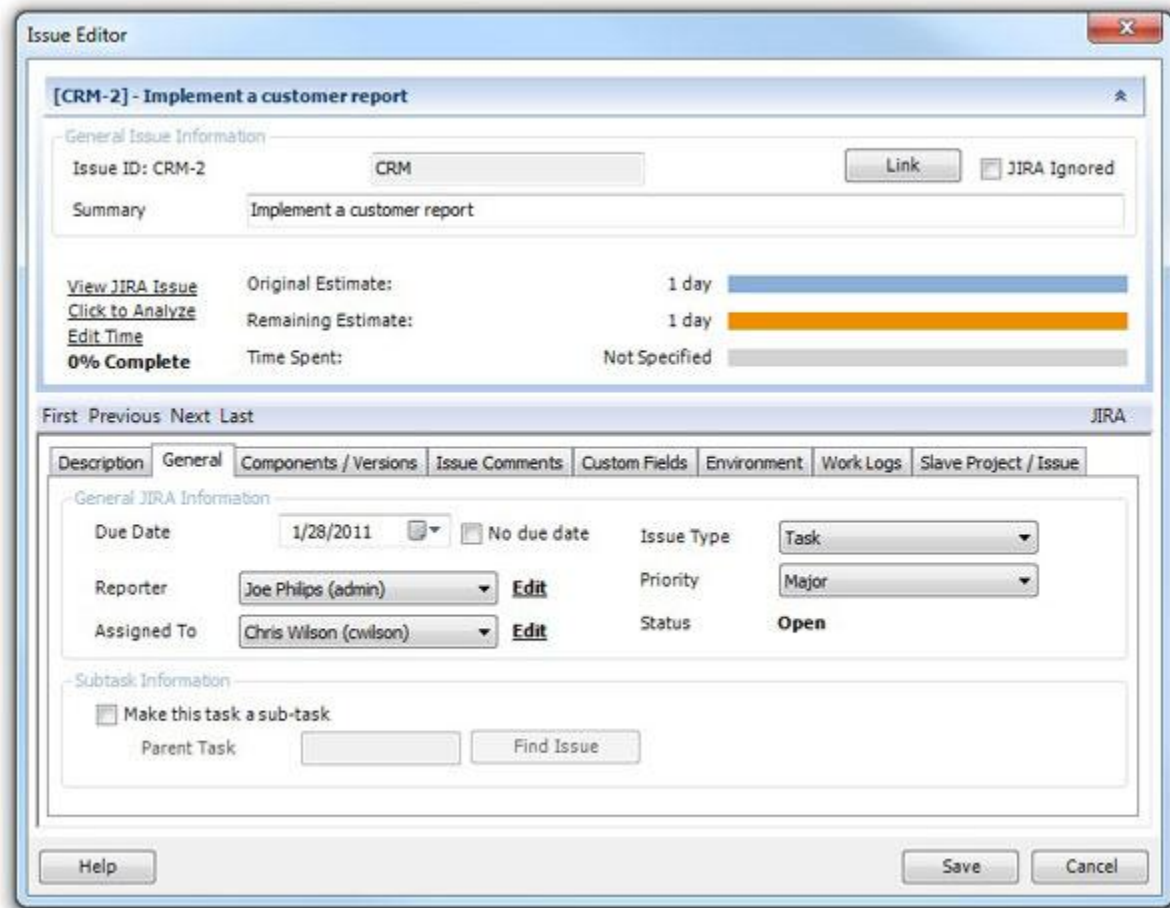 Issue Editor
[CRM-2] - Implement a customer report
General Issue Information
Issue ID: CRM-2 CRM Link JIRA Ignored
Summary Implement a customer report
View JIRA Issue Original Estimate: 1 day
Click to Analyze
Remaining Estimate: 1 day
Edit Time
0% Complete Time Spent: Not Specified
First Previous Next Last JIRA
Description General Components / Versions Issue Comments Custom Fields Environment Work Logs Slave Project / Issue
General JIRA Information
Due Date 1/28/2011 No due date Issue Type Task
Reporter Joe Philips (admin) Edit Priority Major
Assigned To Chris Wilson (cwilson) Edit Status Open
Subtask Information
Make this task a sub-task
Parent Task Find Issue
Help Save Cancel